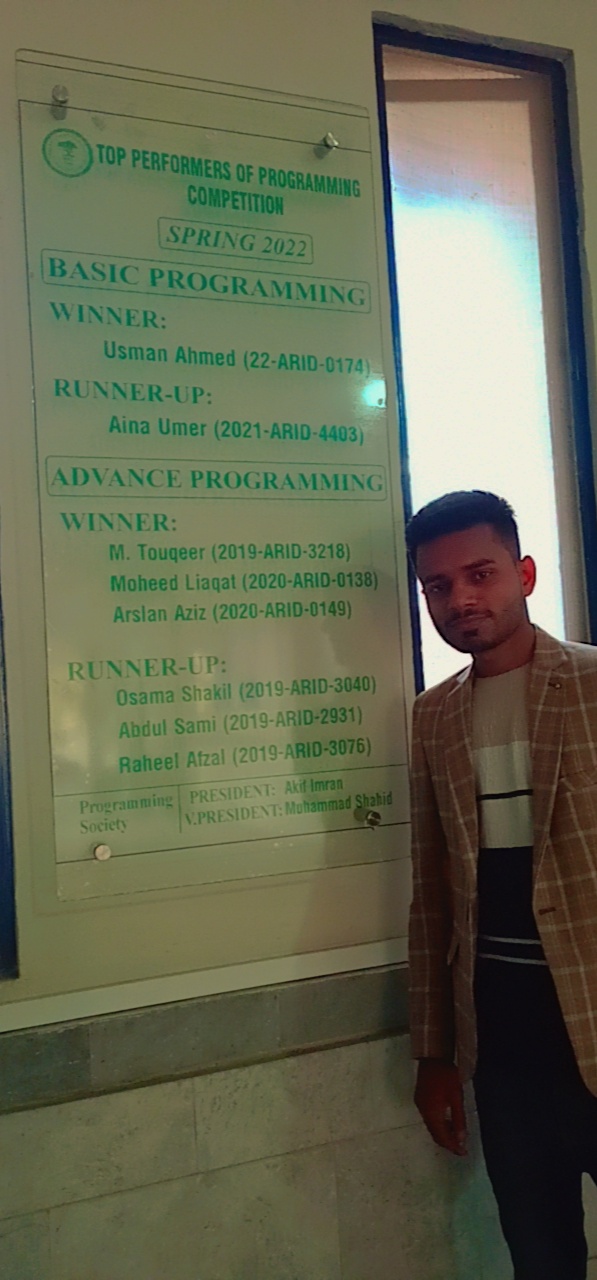 TOP PERFORMERS OF PROGRAMMING
COMPETITION
SPRING 2022
BASIC PROGRAMMING
WINNER:
Usman Ahmed (22-ARID-0174)
RUNNER-UP:
Aina Umer (2021-ARID-4403)
ADVANCE PROGRAMMING
WINNER:
M. Touqeer (2019-ARID-3218)
Moheed Liaqat (2020-ARID-0138)
Arslan Aziz (2020-ARID-0149)
RUNNER-UP:
Osama Shakil (2019-ARID-3040)
Abdul Sami (2019-ARID-2931)
Raheel Afzal (2019-ARID-3076)
Programming
Society
PRESIDENT: Akif Imran
V.PRESIDENT: Muhammad Shahid